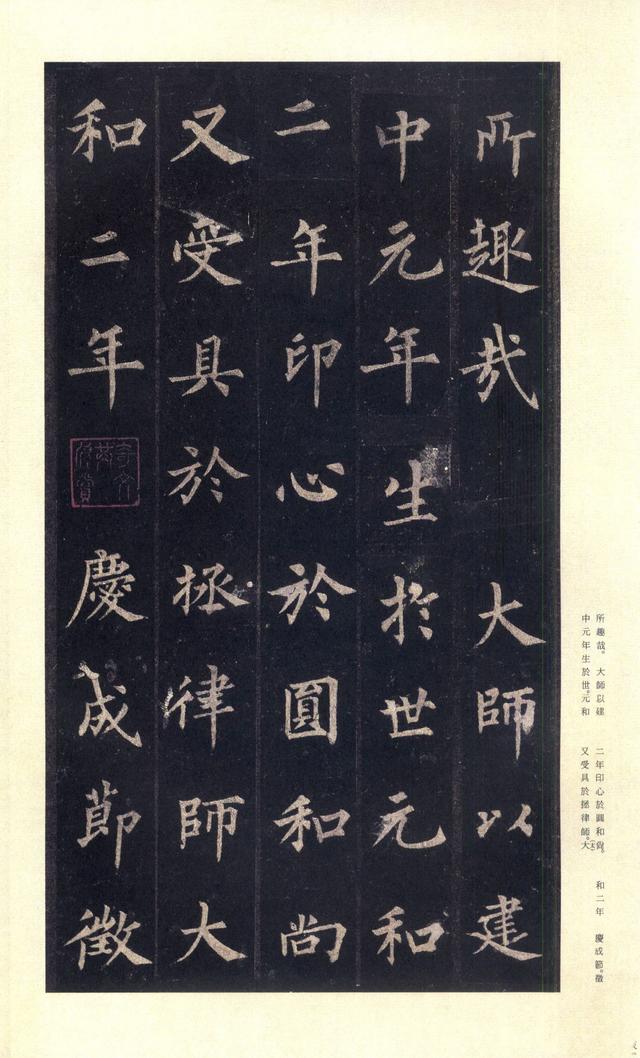 所趣哉 大師以建
中元年生於世元和
二年印心於圓和尚
又受具於拯律師大
和二年 慶成節徵
所趣哉。大師以建
中元年生於世。元和
二年印心於圓和尚。
又受具於拯律師。大
和二年 慶成節。徵